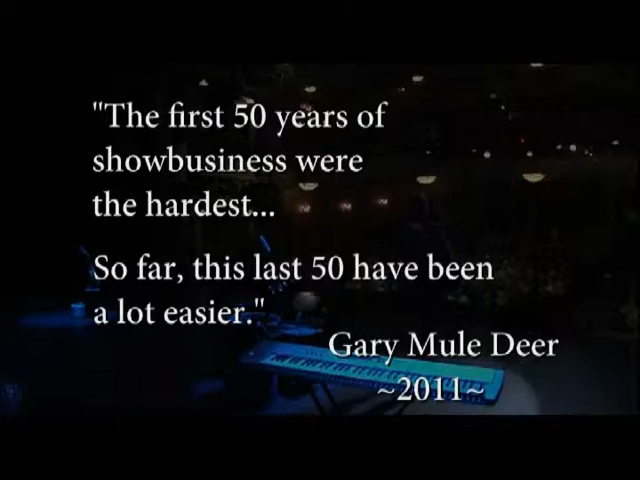 "The first 50 years of
showbusiness were
the hardest...
So far, this last 50 have been
a lot easier."
Gary Mule Deer
~2011~